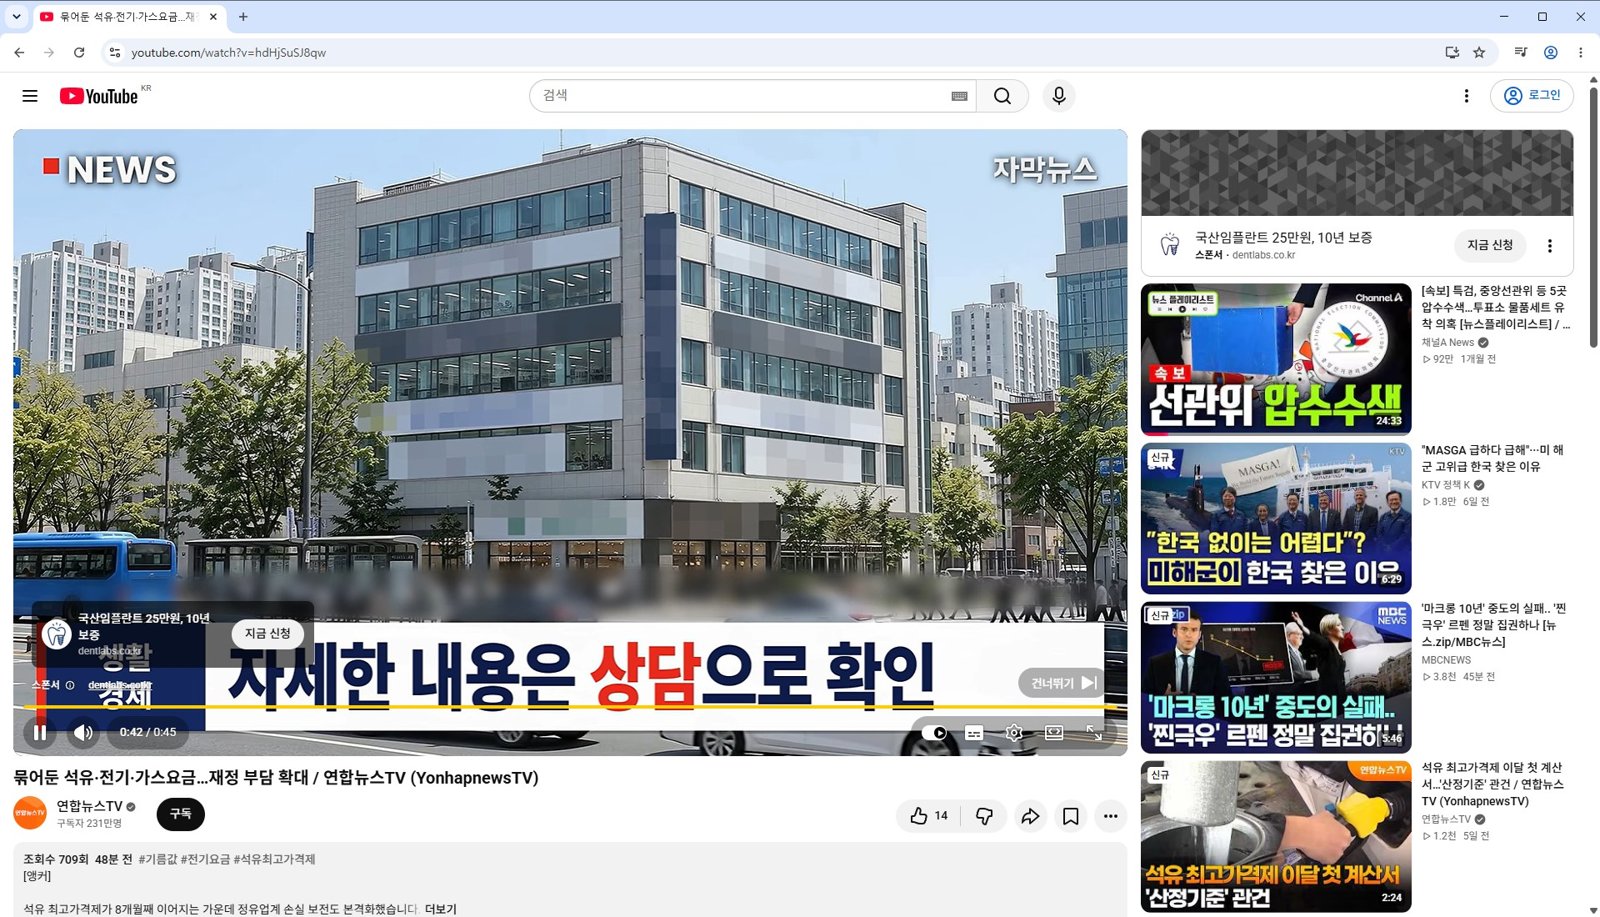 묶어둔 석유·전기·가스요금...재정
youtube.com/watch?v=hdHjSuSJ8qw
YouTube KR
검색
로그인
NEWS
자막뉴스
국산임플란트 25만원, 10년
보증
dentlabs.co.kr
지금 신청
스폰서
dentlabs.co.kr
생활
경제
자세한 내용은 상담으로 확인
건너뛰기
0:42 / 0:45
묶어둔 석유·전기·가스요금...재정 부담 확대 / 연합뉴스TV (YonhapnewsTV)
연합뉴스TV
연합뉴스TV
구독자 231만명
구독
14
조회수 709회 48분 전 #기름값 #전기요금 #석유최고가격제
[앵커]
석유 최고가격제가 8개월째 이어지는 가운데 정유업계 손실 보전도 본격화했습니다. 더보기
국산임플란트 25만원, 10년 보증
스폰서 · dentlabs.co.kr
지금 신청
뉴스 플레이리스트
Channel A
NATIONAL ELECTION COMMISSION
속보
선관위 압수수색
24:33
[속보] 특검, 중앙선관위 등 5곳
압수수색...투표소 물품세트 유
착 의혹 [뉴스플레이리스트] / ...
채널A News
92만 1개월 전
신규
KTV
MASGA!
"한국 없이는 어렵다"?
미해군이 한국 찾은 이유
6:29
"MASGA 급하다 급해"…미 해
군 고위급 한국 찾은 이유
KTV 정책 K
1.8만 6일 전
신규
zip
MBC
NEWS
'마크롱 10년' 중도의 실패..
'찐극우' 르펜 정말 집권하나
5:46
'마크롱 10년' 중도의 실패.. '찐
극우' 르펜 정말 집권하나 [뉴
스.zip/MBC뉴스]
MBCNEWS
3.8천 45분 전
신규
연합뉴스TV
석유 최고가격제 이달 첫 계산서
'산정기준' 관건
2:24
석유 최고가격제 이달 첫 계산
서...'산정기준' 관건 / 연합뉴스
TV (YonhapnewsTV)
연합뉴스TV
1.2천 5일 전